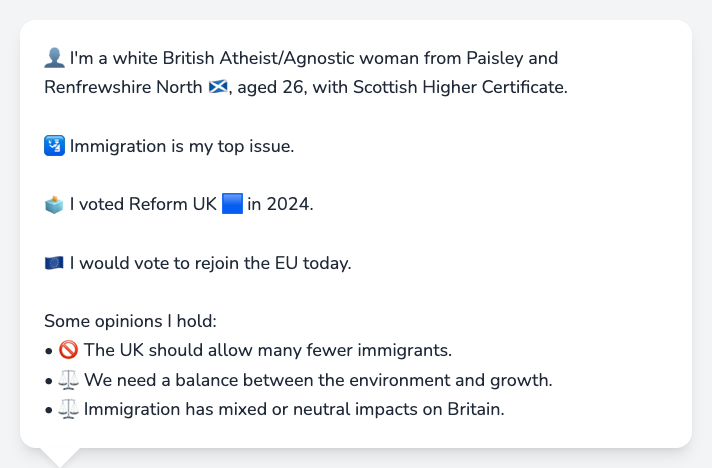 👤 I'm a white British Atheist/Agnostic woman from Paisley and
Renfrewshire North 🏴󠁧󠁢󠁳󠁣󠁴󠁿, aged 26, with Scottish Higher Certificate.
🛂 Immigration is my top issue.
🗳️ I voted Reform UK 🟦 in 2024.
🇪🇺 I would vote to rejoin the EU today.
Some opinions I hold:
• 🚫 The UK should allow many fewer immigrants.
• ⚖️ We need a balance between the environment and growth.
• ⚖️ Immigration has mixed or neutral impacts on Britain.